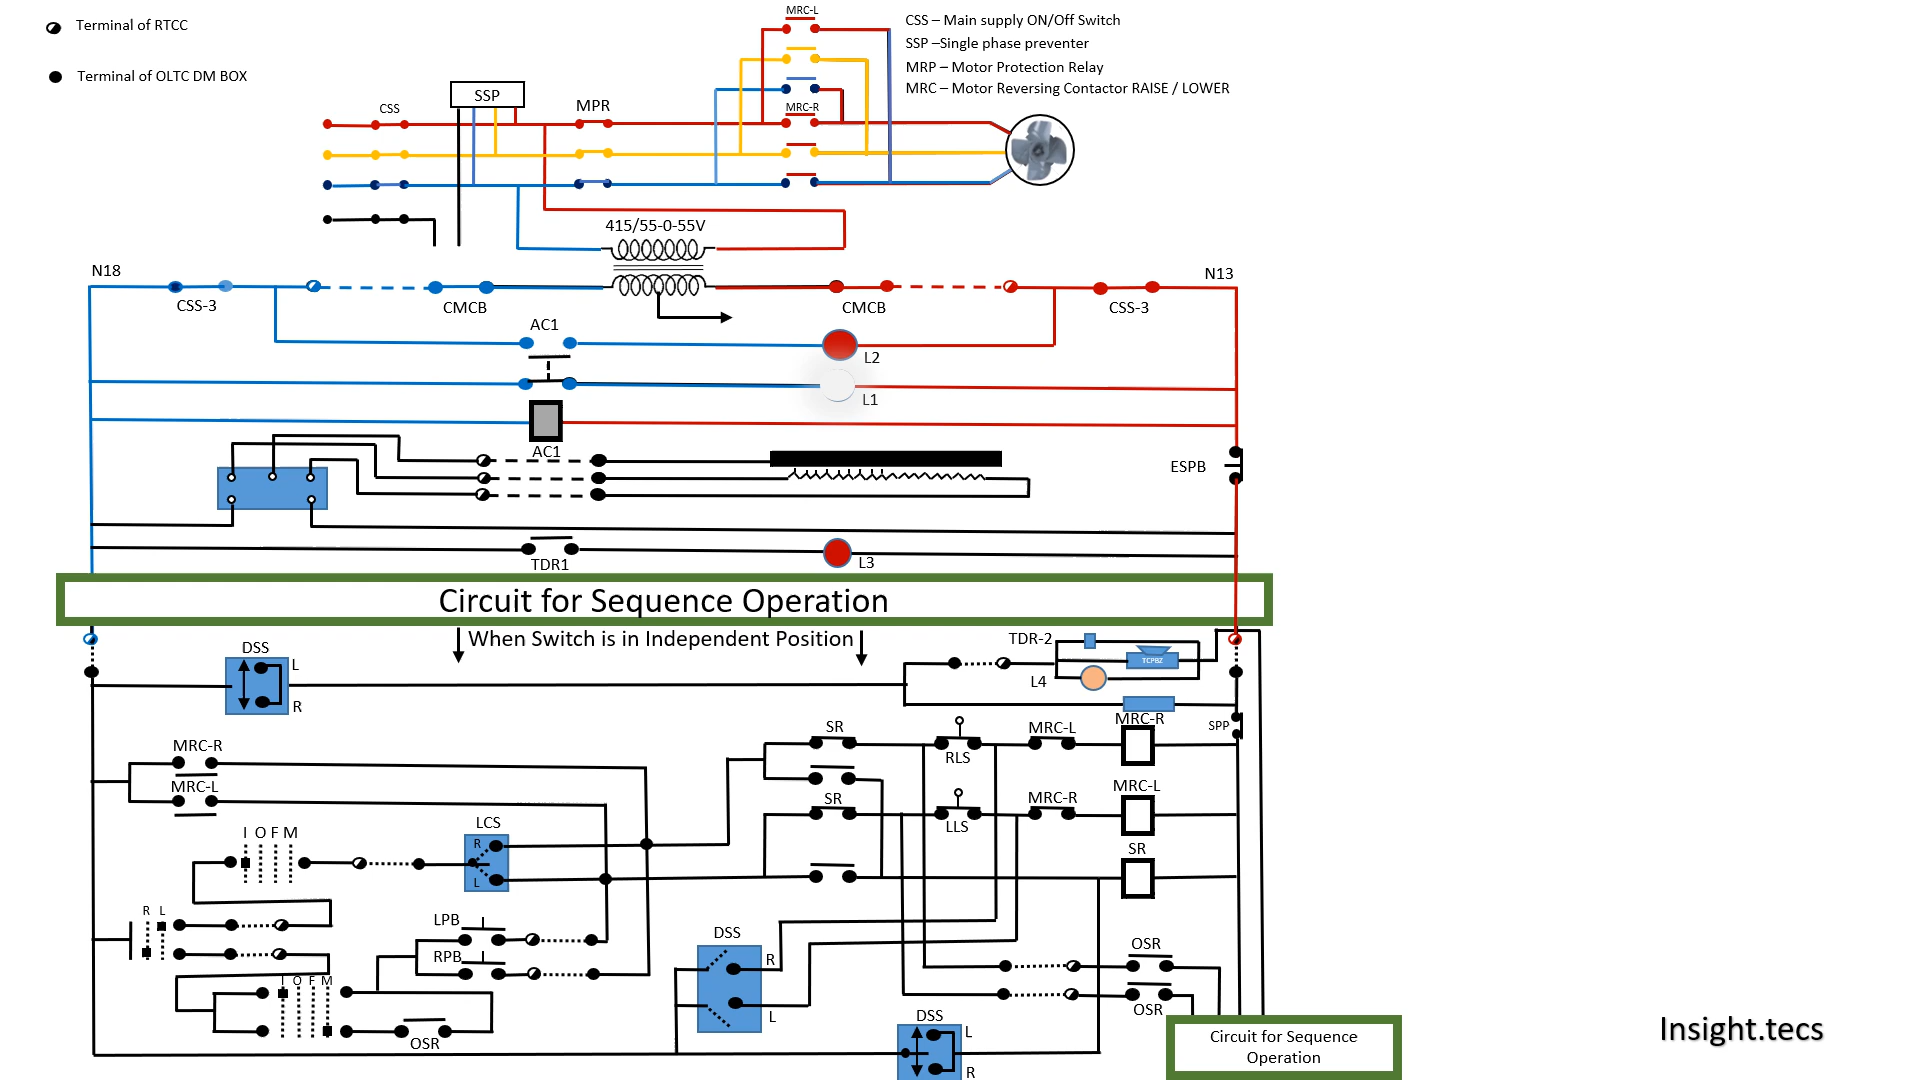 Terminal of RTCC
Terminal of OLTC DM BOX
CSS – Main supply ON/Off Switch
SSP –Single phase preventer
MRP – Motor Protection Relay
MRC – Motor Reversing Contactor RAISE / LOWER
MRC-L
SSP
CSS
MPR
MRC-R
415/55-0-55V
N18
N13
CSS-3
CMCB
CMCB
CSS-3
AC1
L2
L1
AC1
ESPB
TDR1
L3
Circuit for Sequence Operation
When Switch is in Independent Position
TDR-2
TCPBZ
L4
DSS
L
R
MRC-R
SPP
SR
RLS
MRC-L
MRC-R
MRC-L
MRC-L
SR
LLS
MRC-R
SR
LCS
R
L
I O F M
R L
LPB
RPB
DSS
R
L
OSR
OSR
I O F M
OSR
DSS
L
R
Circuit for Sequence
Operation
Insight.tecs